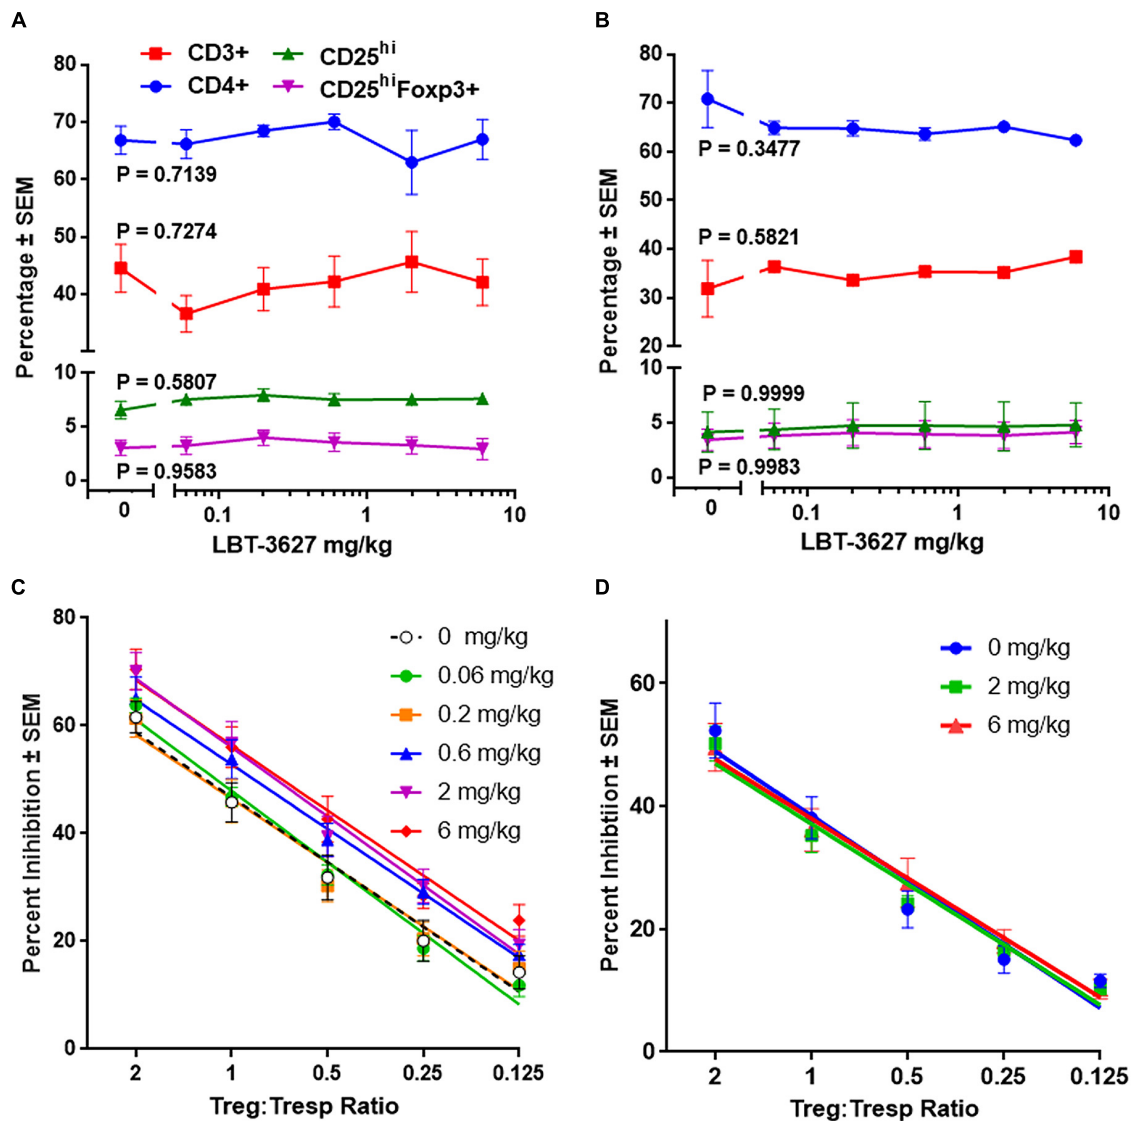 A
CD3+
CD4+
CD25hi
CD25hiFoxp3+
Percentage ± SEM
80
70
60
50
40
10
5
0
P = 0.7139
P = 0.7274
P = 0.5807
P = 0.9583
0
0.1
1
10
LBT-3627 mg/kg
B
Percentage ± SEM
80
70
60
50
40
30
20
10
5
0
P = 0.3477
P = 0.5821
P = 0.9999
P = 0.9983
0
0.1
1
10
LBT-3627 mg/kg
C
Percent Inihibition ± SEM
80
60
40
20
0
0 mg/kg
0.06 mg/kg
0.2 mg/kg
0.6 mg/kg
2 mg/kg
6 mg/kg
2
1
0.5
0.25
0.125
Treg:Tresp Ratio
D
Percent Inhibtiion ± SEM
60
40
20
0
0 mg/kg
2 mg/kg
6 mg/kg
2
1
0.5
0.25
0.125
Treg:Tresp Ratio